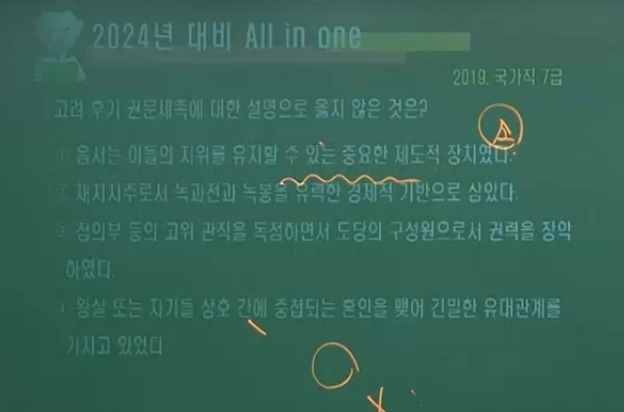 2024년 대비 All in one
2019. 국가직 7급
고려 후기 권문세족에 대한 설명으로 옳지 않은 것은?
소
① 음서는 이들의 지위를 유지할 수 있는 중요한 제도적 장치였다.
② 재지지주로서 녹과전과 녹봉을 유력한 경제적 기반으로 삼았다.
③ 첨의부 등의 고위 관직을 독점하면서 도당의 구성원으로서 권력을 장악
하였다.
④ 왕실 또는 자기들 상호 간에 중첩되는 혼인을 맺어 긴밀한 유대관계를
가지고 있었다